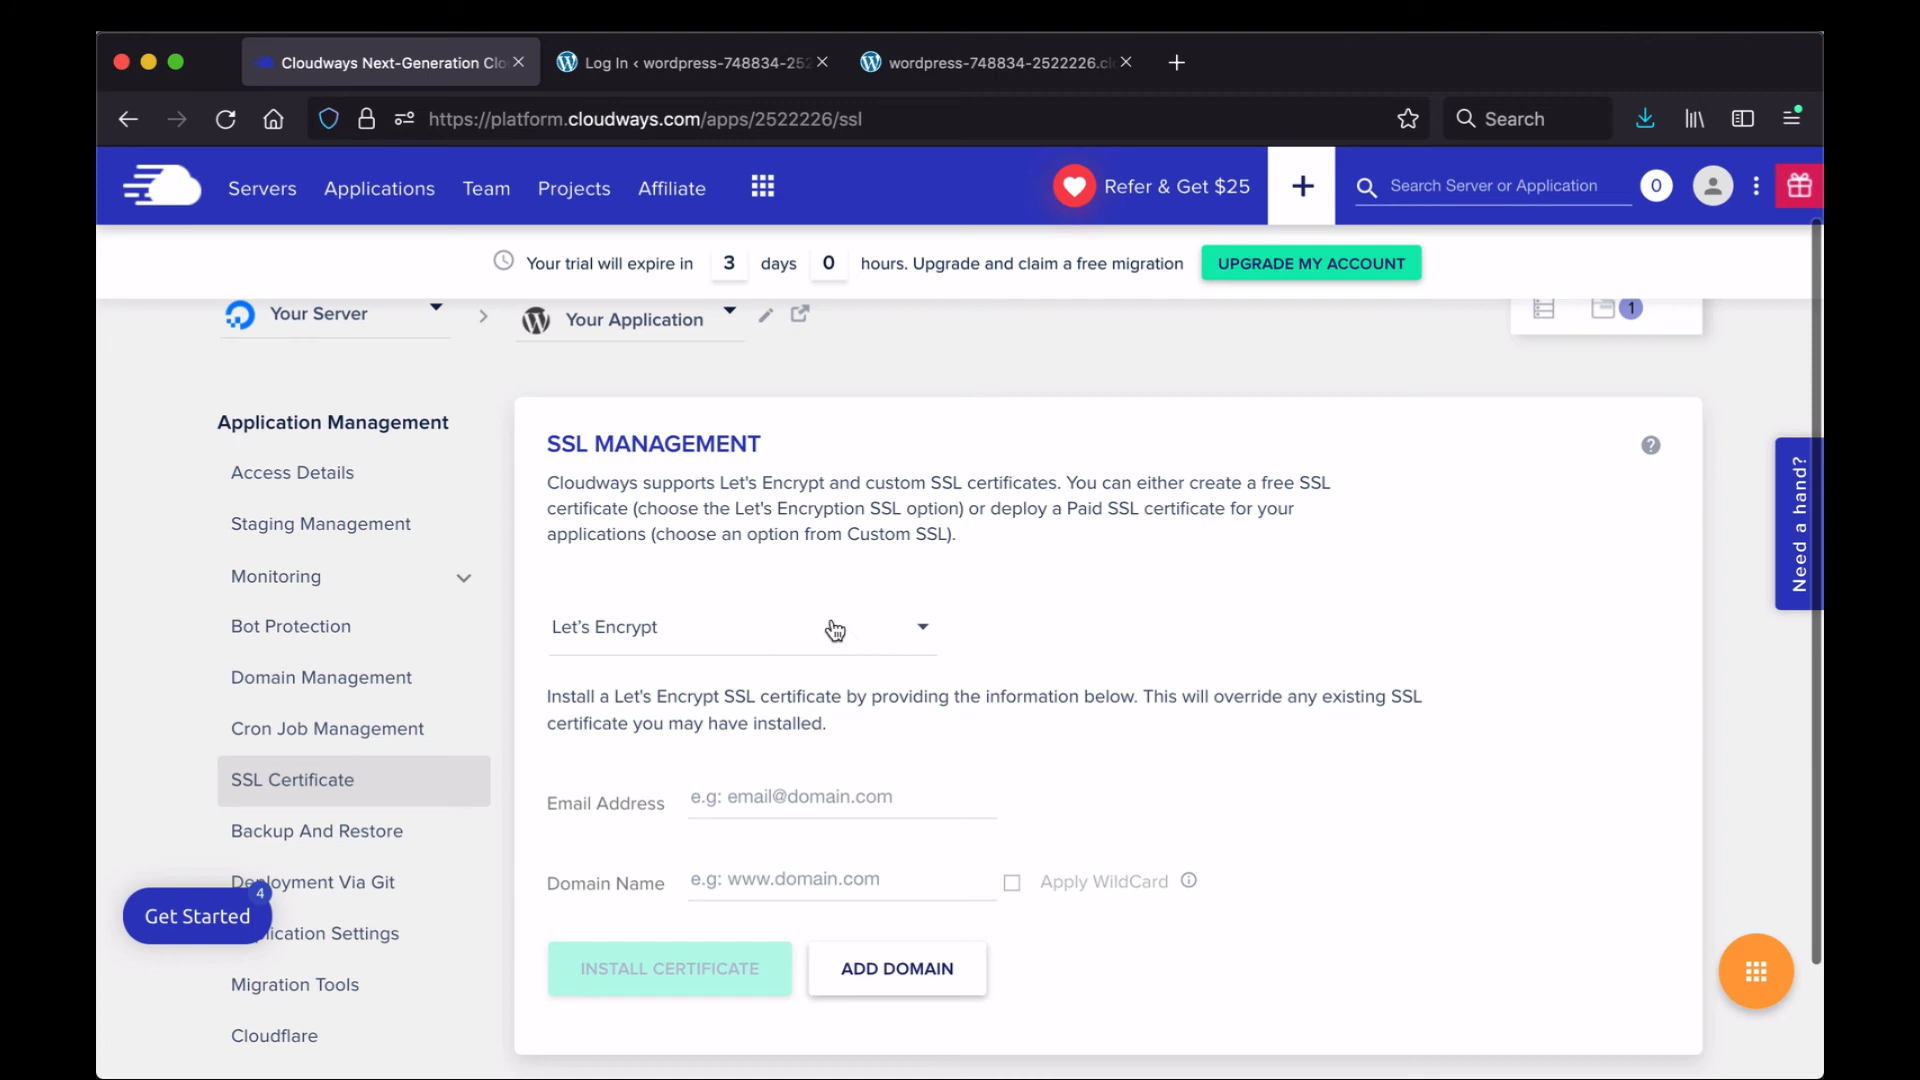 Cloudways Next-Generation Clo
Log In ‹ wordpress-748834-252
wordpress-748834-2522226.cl
https://platform.cloudways.com/apps/2522226/ssl
Search
Servers
Applications
Team
Projects
Affiliate
Refer & Get $25
Search Server or Application
0
Your trial will expire in 3 days 0 hours. Upgrade and claim a free migration
UPGRADE MY ACCOUNT
Your Server
Your Application
1
Application Management
Access Details
Staging Management
Monitoring
Bot Protection
Domain Management
Cron Job Management
SSL Certificate
Backup And Restore
Deployment Via Git
lication Settings
Migration Tools
Cloudflare
Get Started
4
SSL MANAGEMENT
Cloudways supports Let's Encrypt and custom SSL certificates. You can either create a free SSL
certificate (choose the Let's Encryption SSL option) or deploy a Paid SSL certificate for your
applications (choose an option from Custom SSL).
Let's Encrypt
Install a Let's Encrypt SSL certificate by providing the information below. This will override any existing SSL
certificate you may have installed.
Email Address
e.g: email@domain.com
Domain Name
e.g: www.domain.com
Apply WildCard
INSTALL CERTIFICATE
ADD DOMAIN
Need a hand?